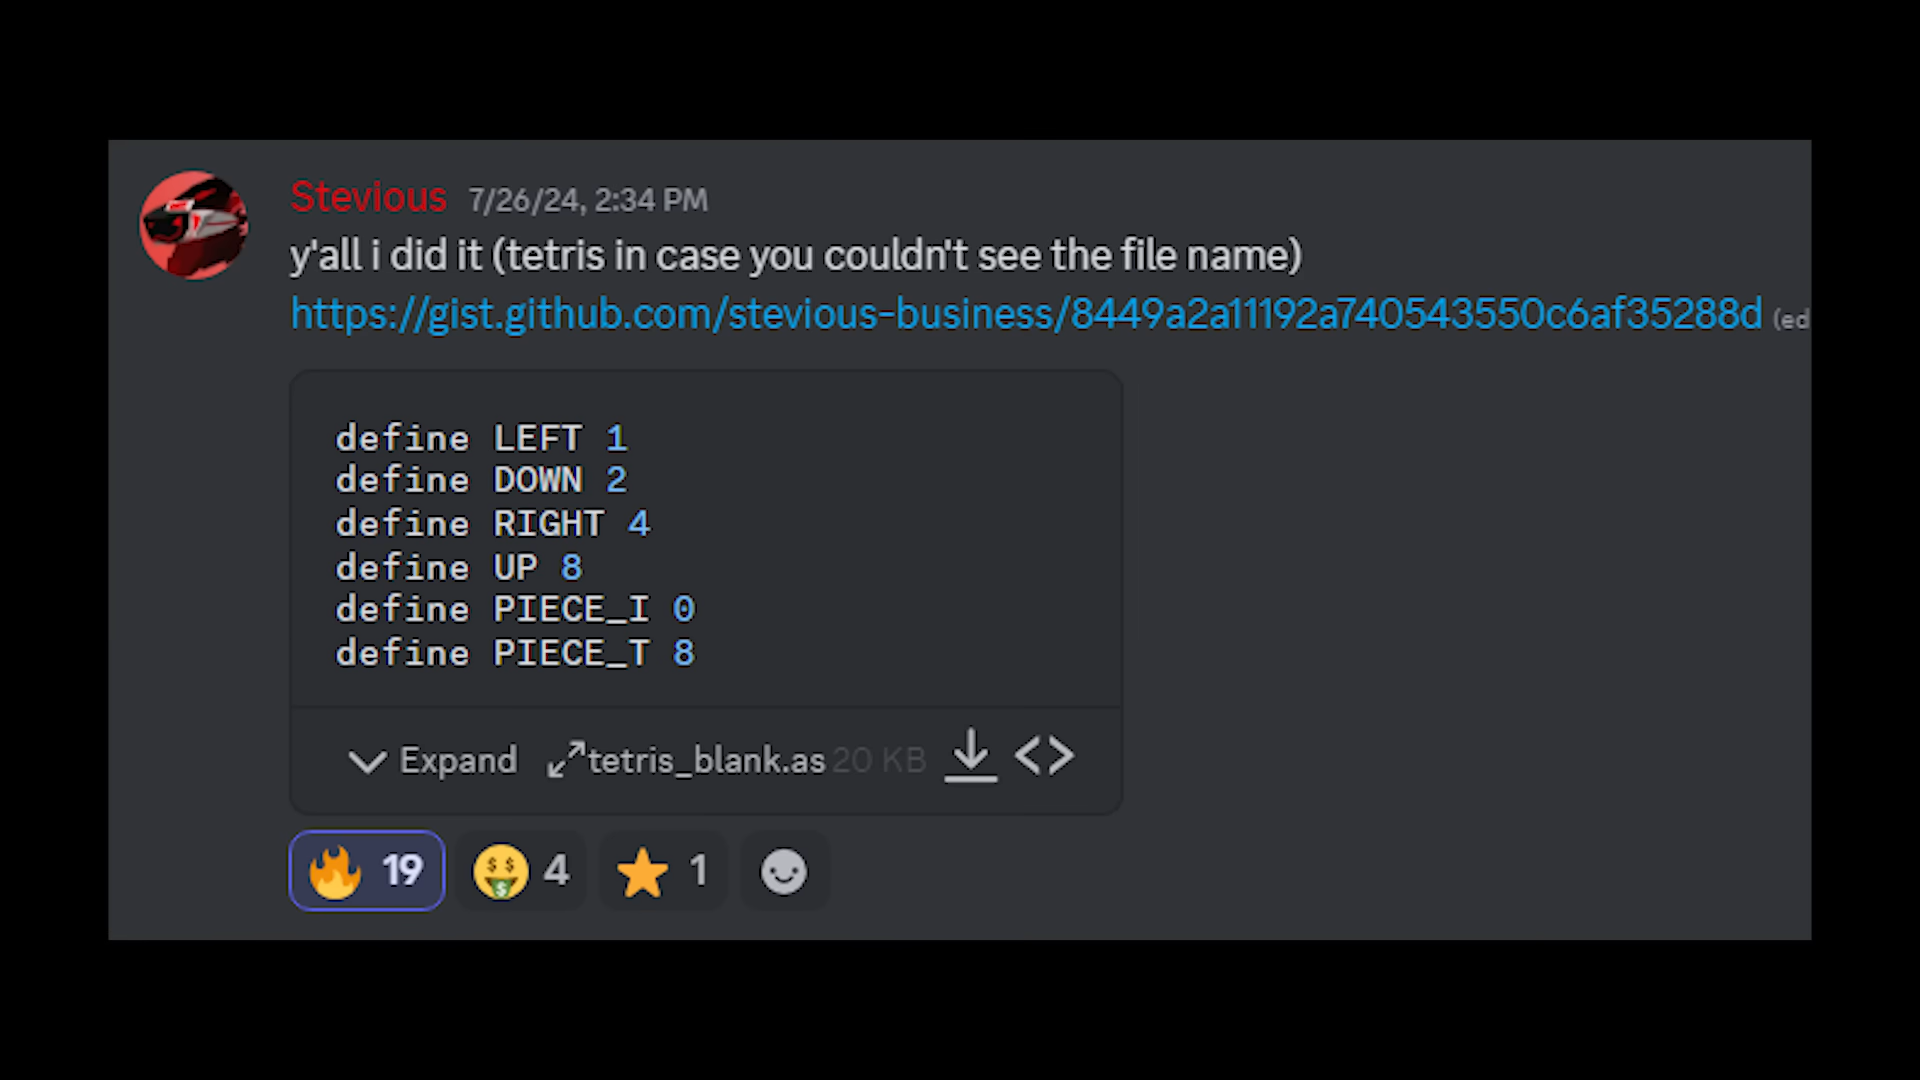 Stevious 7/26/24, 2:34 PM
y'all i did it (tetris in case you couldn't see the file name)
https://gist.github.com/stevious-business/8449a2a11192a740543550c6af35288d (ed
define LEFT 1
define DOWN 2
define RIGHT 4
define UP 8
define PIECE_I 0
define PIECE_T 8
Expand tetris_blank.as 20 KB
19 4 1